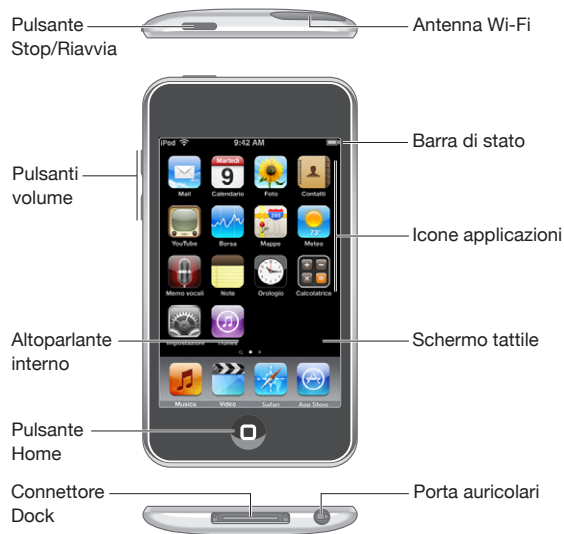 Pulsante
Stop/Riavvia
Antenna Wi-Fi
iPod 9:42 AM
Barra di stato
Martedì
9
Mail Calendario Foto Contatti
Pulsanti
volume
280
73°
YouTube Borsa Mappe Meteo
Icone applicazioni
Memo vocali Note Orologio Calcolatrice
Altoparlante
interno
Impostazioni iTunes
Schermo tattile
Musica Video Safari App Store
Pulsante
Home
Connettore
Dock
Porta auricolari